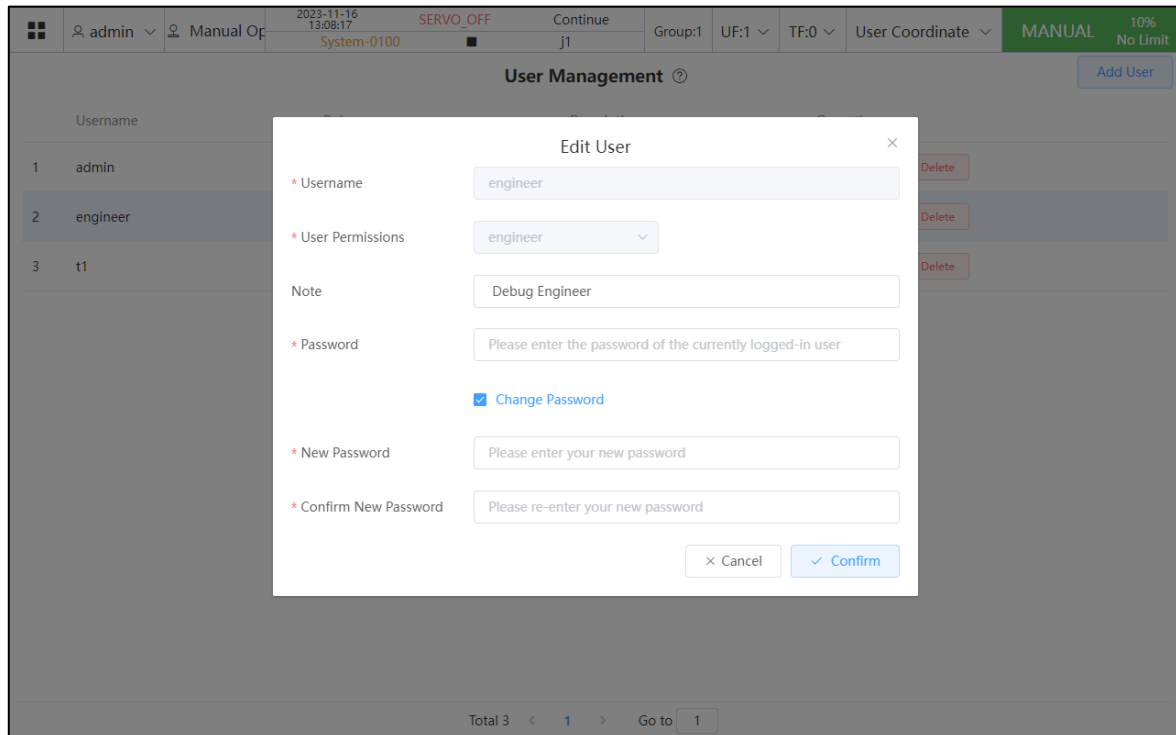 admin Manual Op 2023-11-16 13:08:17 SERVO_OFF Continue Group:1 UF:1 TF:0 User Coordinate MANUAL 10%
System-0100 j1 No Limit
User Management Add User
Username
Edit User
1 admin Delete
* Username engineer
2 engineer Delete
* User Permissions engineer
3 t1 Delete
Note Debug Engineer
* Password Please enter the password of the currently logged-in user
Change Password
* New Password Please enter your new password
* Confirm New Password Please re-enter your new password
Cancel Confirm
Total 3 < 1 > Go to 1